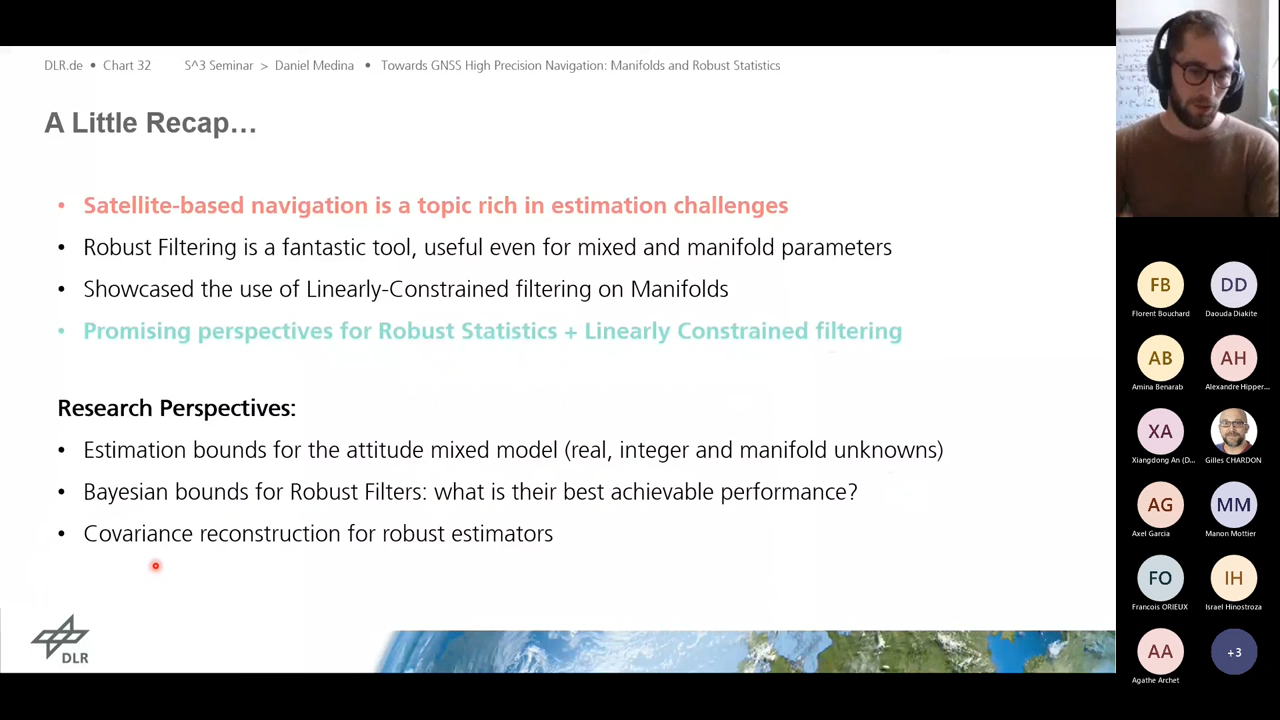 DLR.de • Chart 32 S^3 Seminar > Daniel Medina • Towards GNSS High Precision Navigation: Manifolds and Robust Statistics
A Little Recap...
• Satellite-based navigation is a topic rich in estimation challenges
• Robust Filtering is a fantastic tool, useful even for mixed and manifold parameters
• Showcased the use of Linearly-Constrained filtering on Manifolds
• Promising perspectives for Robust Statistics + Linearly Constrained filtering
Research Perspectives:
• Estimation bounds for the attitude mixed model (real, integer and manifold unknowns)
• Bayesian bounds for Robust Filters: what is their best achievable performance?
• Covariance reconstruction for robust estimators
DLR
FB DD
Florent Bouchard Daouda Diakite
AB AH
Amina Benarab Alexandre Hipper...
XA
Xiangdong An (D... Gilles CHARDON
AG MM
Axel Garcia Manon Mottier
FO IH
Francois ORIEUX Israel Hinostroza
AA +3
Agathe Archet